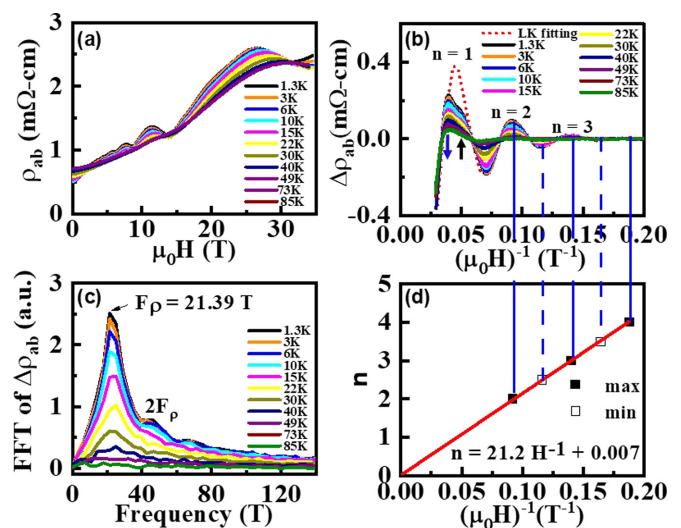 (a)
ρab (mΩ-cm)
3
2
1
0
0 10 20 30
μ0H (T)
1.3K
3K
6K
10K
15K
22K
30K
40K
49K
73K
85K
(b)
Δρab (mΩ-cm)
0.4
0.0
-0.4
LK fitting
1.3K
3K
6K
10K
15K
22K
30K
40K
49K
73K
85K
n = 1
n = 2
n = 3
0.00 0.05 0.10 0.15 0.20
(μ0H)-1 (T-1)
(c)
FFT of Δρab (a.u.)
3
2
1
0
Fρ = 21.39 T
2Fρ
1.3K
3K
6K
10K
15K
22K
30K
40K
49K
73K
85K
0 40 80 120
Frequency (T)
(d)
n
5
4
3
2
1
0
max
min
n = 21.2 H-1 + 0.007
0.00 0.05 0.10 0.15 0.20
(μ0H)-1 (T-1)